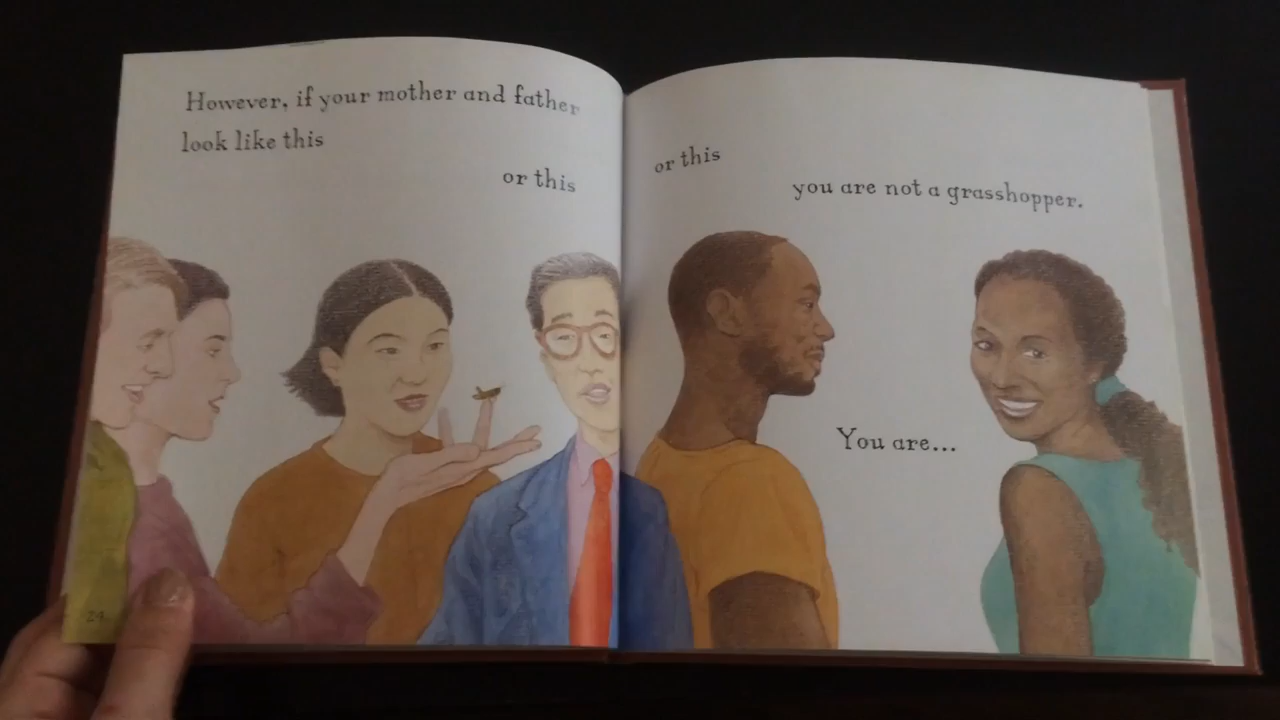 However, if your mother and father
look like this
or this
or this
you are not a grasshopper.
You are...
29